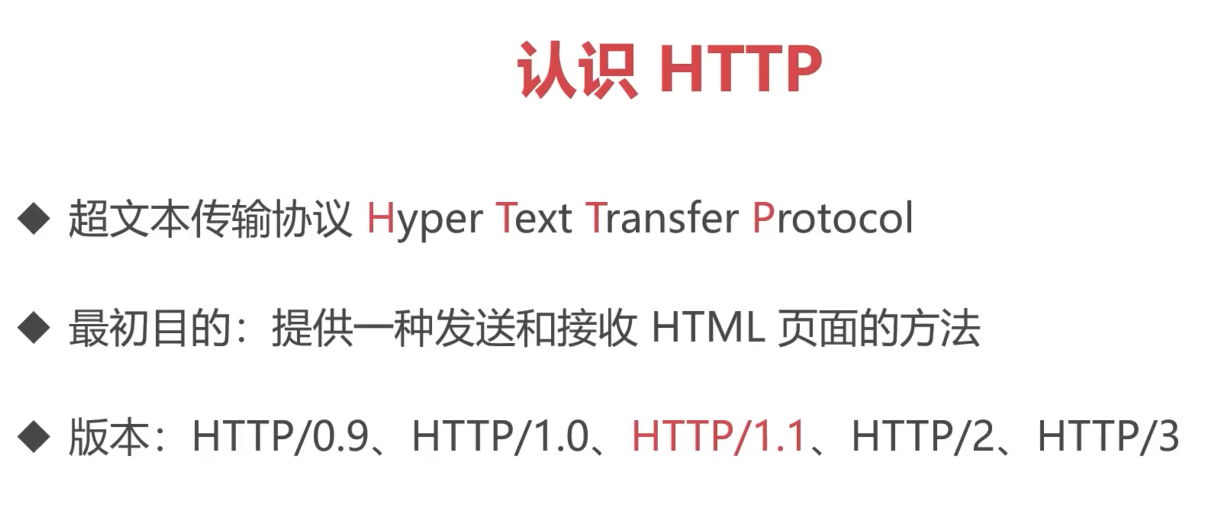 认识 HTTP
◆ 超文本传输协议 Hyper Text Transfer Protocol
◆ 最初目的：提供一种发送和接收 HTML 页面的方法
◆ 版本：HTTP/0.9、HTTP/1.0、HTTP/1.1、HTTP/2、HTTP/3